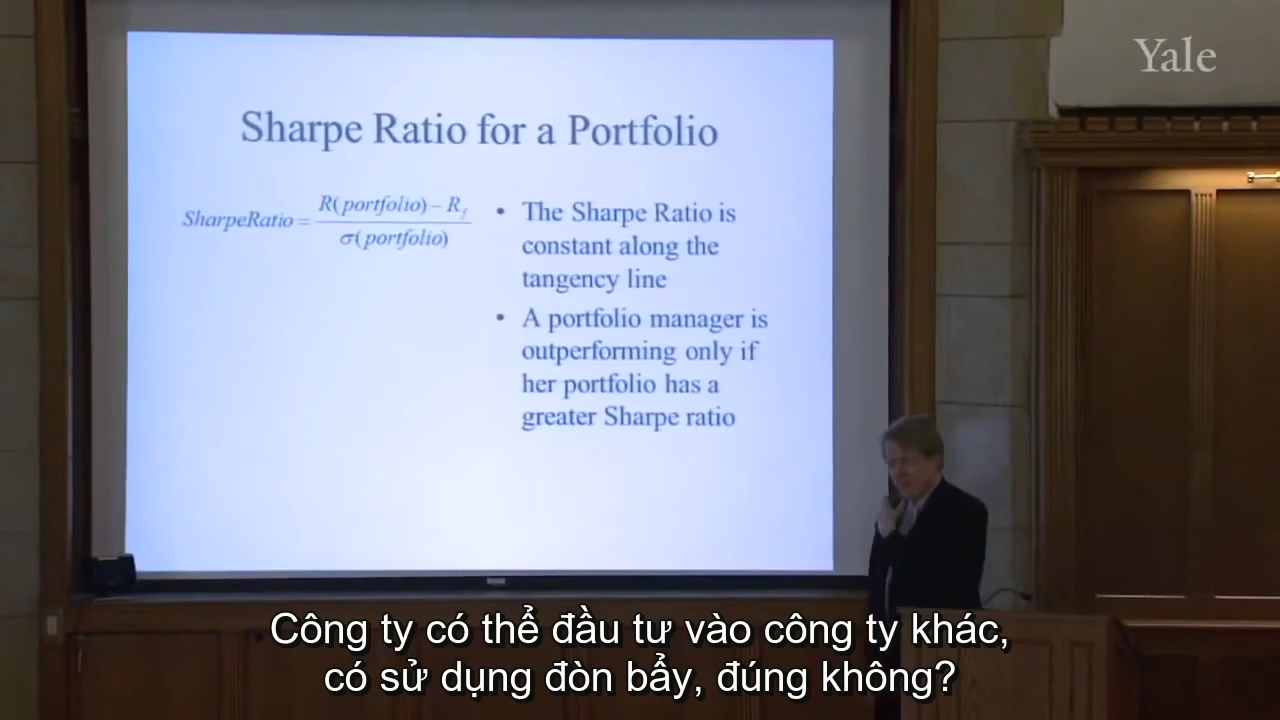 Yale
Sharpe Ratio for a Portfolio
SharpeRatio = R(portfolio) − R_f / σ(portfolio)
• The Sharpe Ratio is
constant along the
tangency line
• A portfolio manager is
outperforming only if
her portfolio has a
greater Sharpe ratio
Công ty có thể đầu tư vào công ty khác,
có sử dụng đòn bẩy, đúng không?